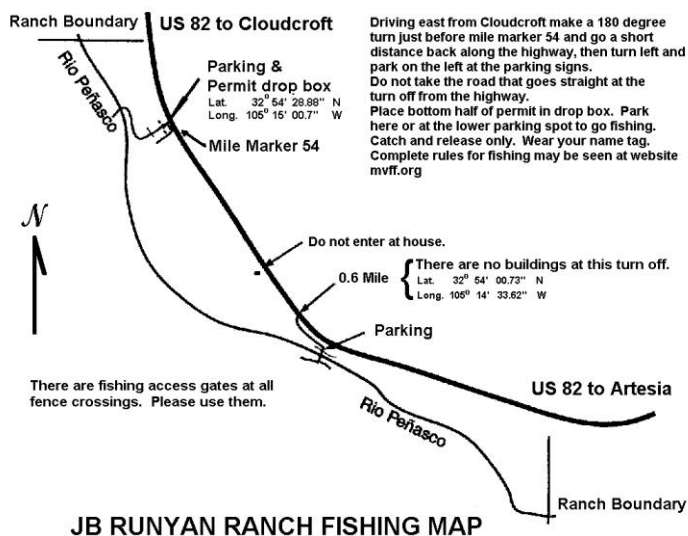 Ranch Boundary
US 82 to Cloudcroft
Driving east from Cloudcroft make a 180 degree
turn just before mile marker 54 and go a short
distance back along the highway, then turn left and
park on the left at the parking signs.
Do not take the road that goes straight at the
turn off from the highway.
Place bottom half of permit in drop box.  Park
here or at the lower parking spot to go fishing.
Catch and release only.  Wear your name tag.
Complete rules for fishing may be seen at website
mvff.org
Rio Peñasco
Parking &
Permit drop box
Lat. 32° 54' 28.88" N
Long. 105° 15' 00.7" W
Mile Marker 54
N
Do not enter at house.
0.6 Mile
There are no buildings at this turn off.
Lat. 32° 54' 00.73" N
Long. 105° 14' 33.62" W
Parking
There are fishing access gates at all
fence crossings.  Please use them.
US 82 to Artesia
Rio Peñasco
Ranch Boundary
JB RUNYAN RANCH FISHING MAP